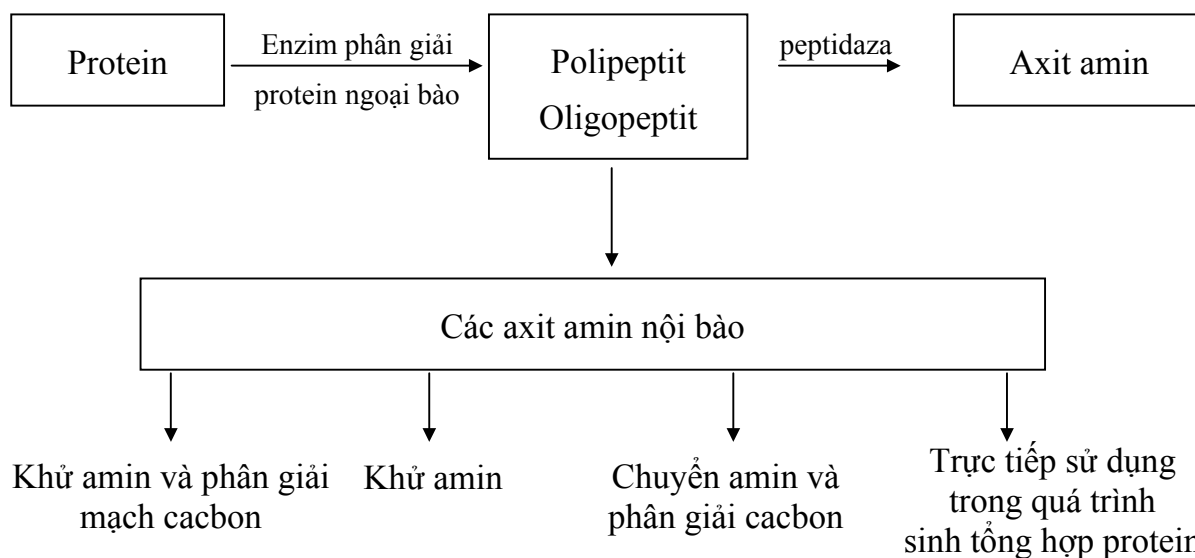 Protein
Enzim phân giải
protein ngoại bào
Polipeptit
Oligopeptit
peptidaza
Axit amin
Các axit amin nội bào
Khử amin và phân giải
mạch cacbon
Khử amin
Chuyển amin và
phân giải cacbon
Trực tiếp sử dụng
trong quá trình
sinh tổng hợp protein